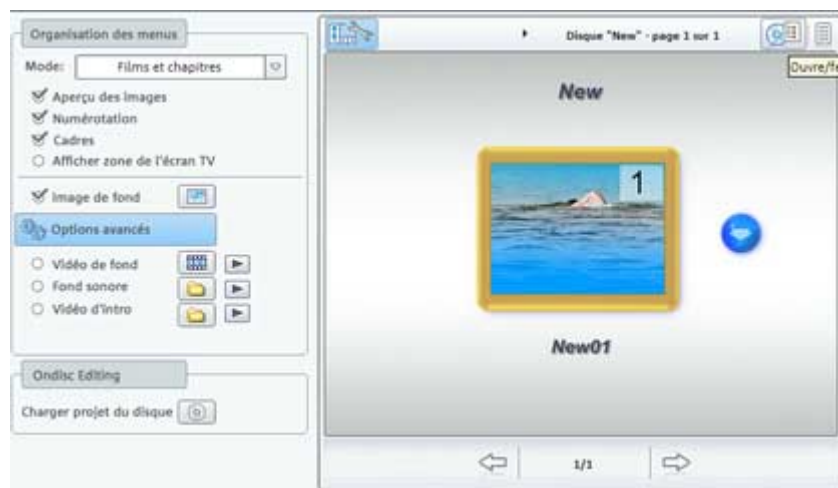 Organisation des menus
Mode: Films et chapitres
Aperçu des images
Numérotation
Cadres
Afficher zone de l'écran TV
Image de fond
Options avancés
Vidéo de fond
Fond sonore
Vidéo d'intro
Ondisc Editing
Charger projet du disque
Disque "New" - page 1 sur 1
Ouvre/fe
New
1
New01
1/1